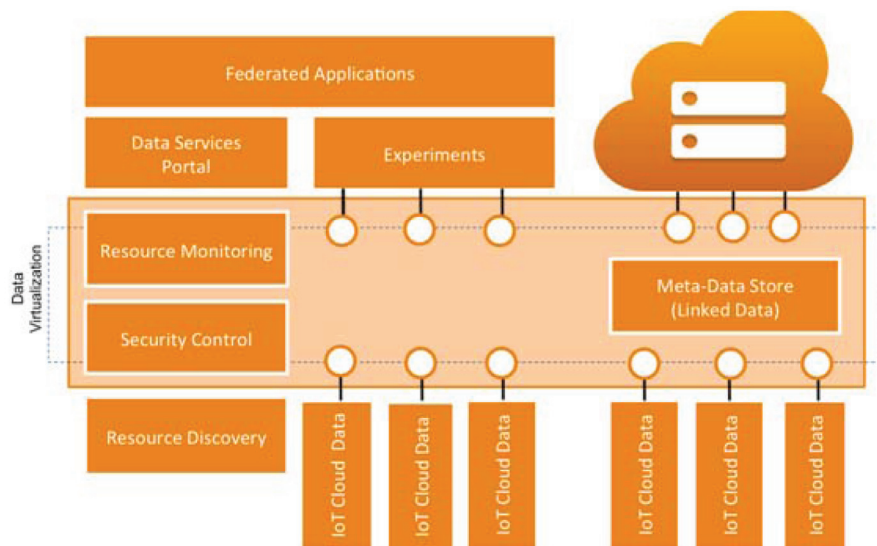 Federated Applications
Data Services
Portal
Experiments
Data
Virtualization
Resource Monitoring
Security Control
Meta-Data Store
(Linked Data)
Resource Discovery
IoT Cloud Data
IoT Cloud Data
IoT Cloud Data
IoT Cloud Data
IoT Cloud Data
IoT Cloud Data